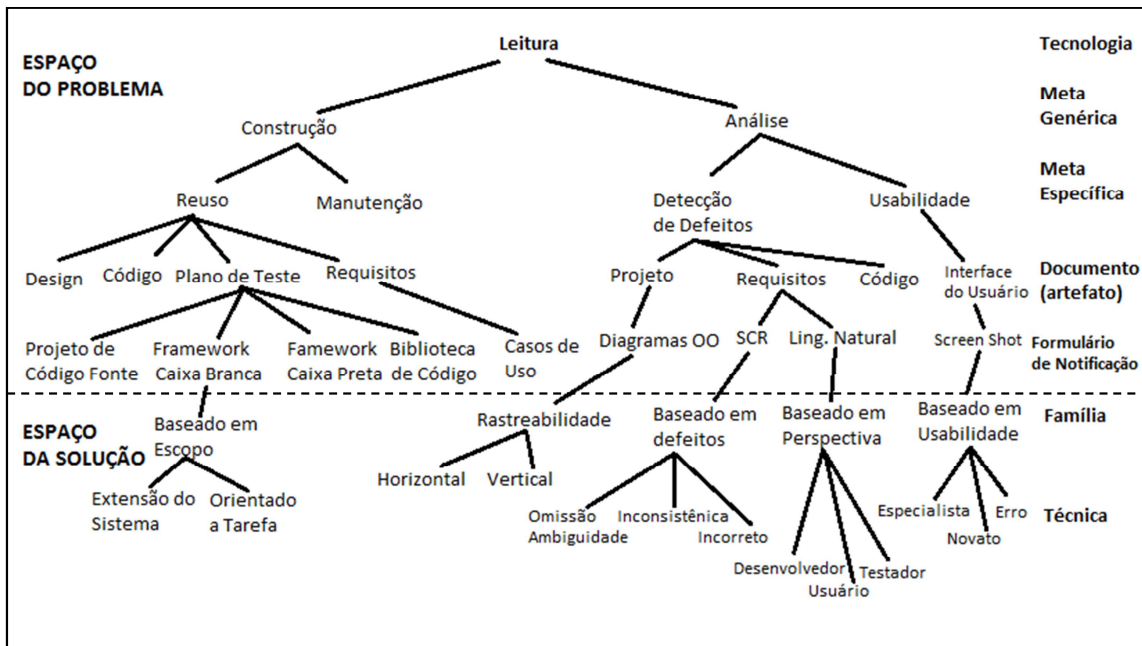 Leitura
Tecnologia
ESPAÇO
DO PROBLEMA
Meta
Genérica
Construção
Análise
Meta
Específica
Reuso
Manutenção
Detecção
de Defeitos
Usabilidade
Design
Código
Plano de Teste
Requisitos
Projeto
Requisitos
Código
Interface
do Usuário
Documento
(artefato)
Projeto de
Código Fonte
Framework
Caixa Branca
Famework
Caixa Preta
Biblioteca
de Código
Casos de
Uso
Diagramas OO
SCR
Ling. Natural
Screen Shot
Formulário
de Notificação
ESPAÇO
DA SOLUÇÃO
Baseado em
Escopo
Rastreabilidade
Baseado em
defeitos
Baseado em
Perspectiva
Baseado em
Usabilidade
Família
Extensão do
Sistema
Orientado
a Tarefa
Horizontal
Vertical
Omissão
Ambiguidade
Inconsistênica
Incorreto
Desenvolvedor
Usuário
Testador
Especialista
Novato
Erro
Técnica